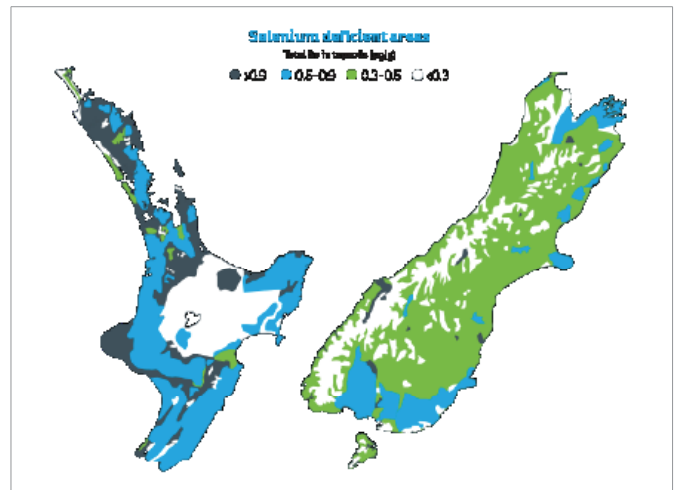 Selenium deficient areas
Total Se in topsoils (µg/g)
>0.9 0.5-0.9 0.3-0.5 <0.3